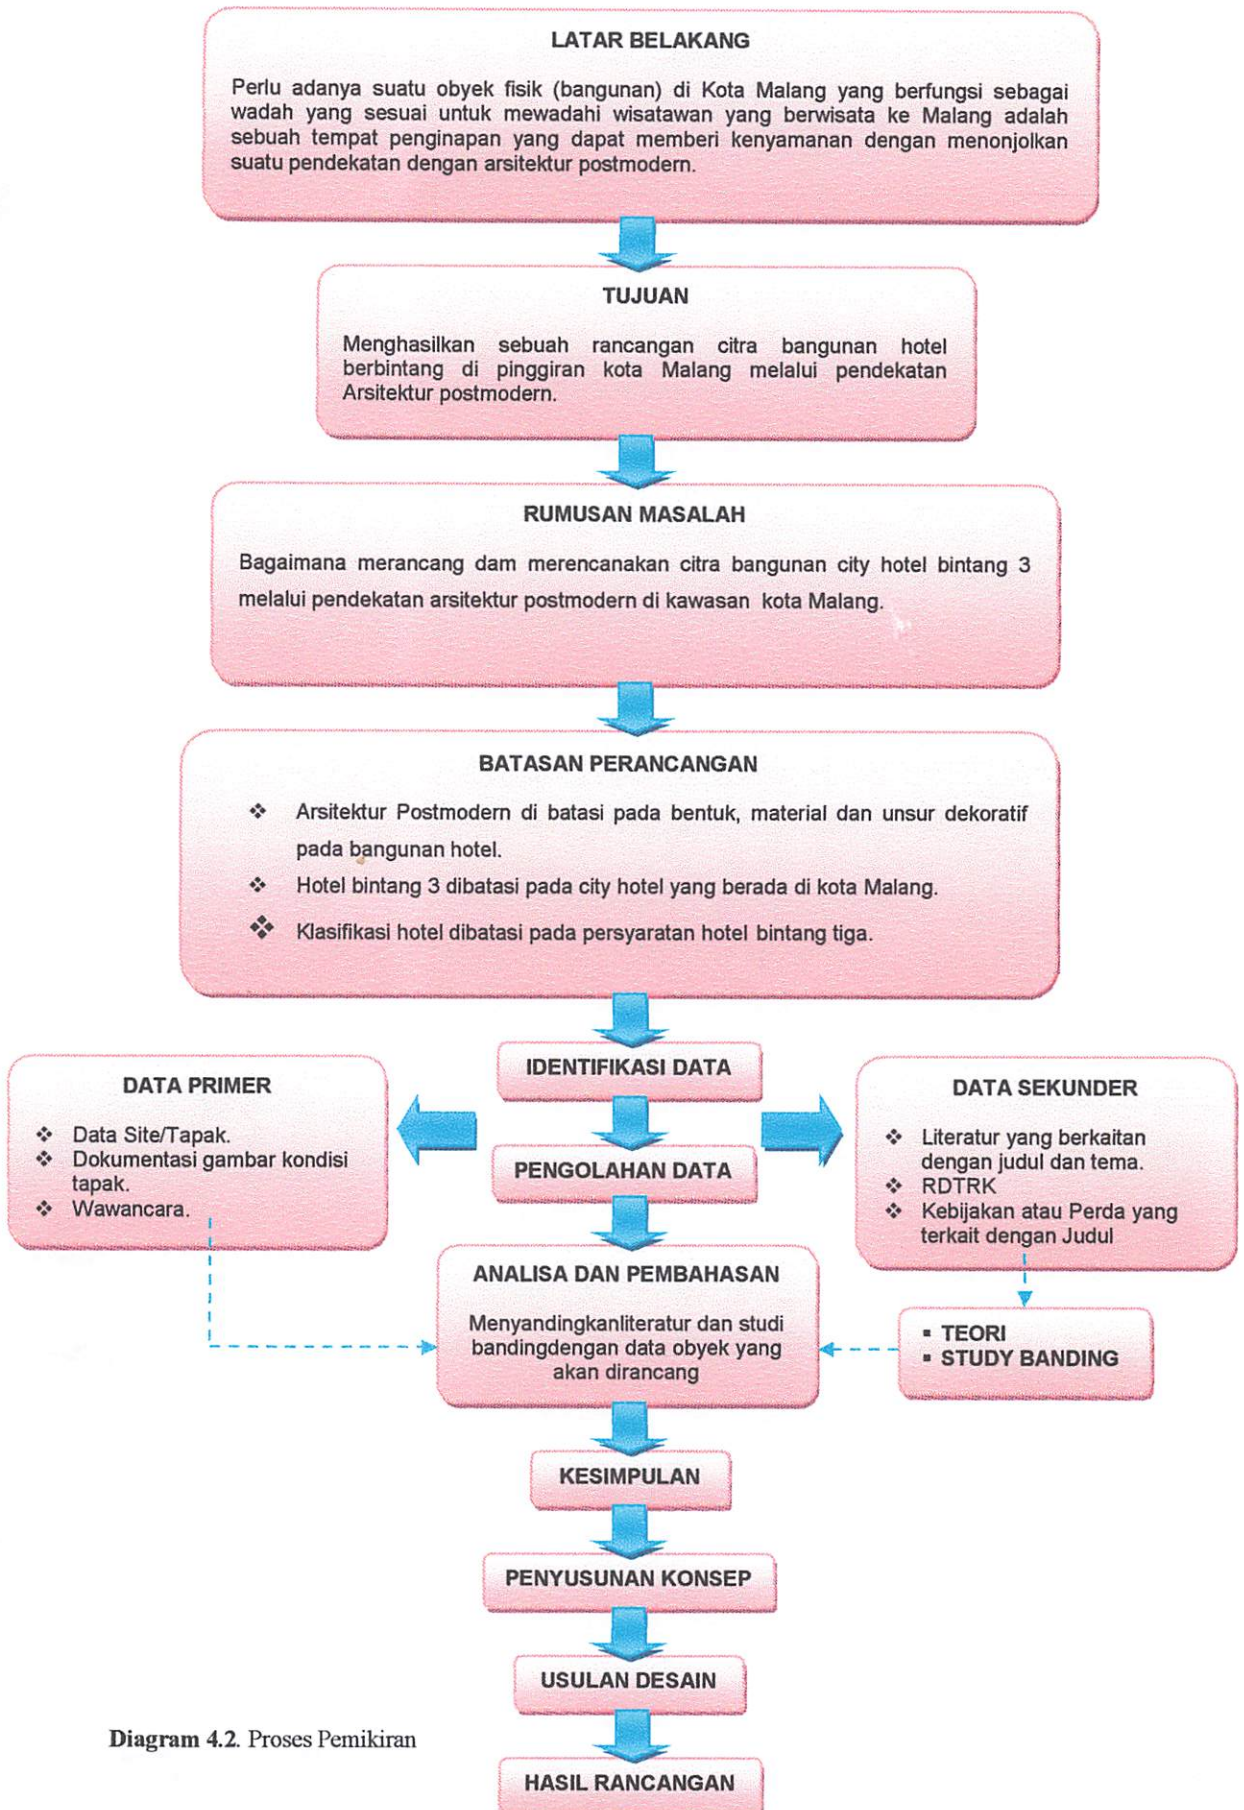 LATAR BELAKANG
Perlu adanya suatu obyek fisik (bangunan) di Kota Malang yang berfungsi sebagai
wadah yang sesuai untuk mewadahi wisatawan yang berwisata ke Malang adalah
sebuah tempat penginapan yang dapat memberi kenyamanan dengan menonjolkan
suatu pendekatan dengan arsitektur postmodern.
TUJUAN
Menghasilkan sebuah rancangan citra bangunan hotel
berbintang di pinggiran kota Malang melalui pendekatan
Arsitektur postmodern.
RUMUSAN MASALAH
Bagaimana merancang dam merencanakan citra bangunan city hotel bintang 3
melalui pendekatan arsitektur postmodern di kawasan kota Malang.
BATASAN PERANCANGAN
❖ Arsitektur Postmodern di batasi pada bentuk, material dan unsur dekoratif
pada bangunan hotel.
❖ Hotel bintang 3 dibatasi pada city hotel yang berada di kota Malang.
❖ Klasifikasi hotel dibatasi pada persyaratan hotel bintang tiga.
IDENTIFIKASI DATA
DATA PRIMER
❖ Data Site/Tapak.
❖ Dokumentasi gambar kondisi
tapak.
❖ Wawancara.
DATA SEKUNDER
❖ Literatur yang berkaitan
dengan judul dan tema.
❖ RDTRK
❖ Kebijakan atau Perda yang
terkait dengan Judul
PENGOLAHAN DATA
ANALISA DAN PEMBAHASAN
Menyandingkanliteratur dan studi
bandingdengan data obyek yang
akan dirancang
▪ TEORI
▪ STUDY BANDING
KESIMPULAN
PENYUSUNAN KONSEP
USULAN DESAIN
HASIL RANCANGAN
Diagram 4.2. Proses Pemikiran